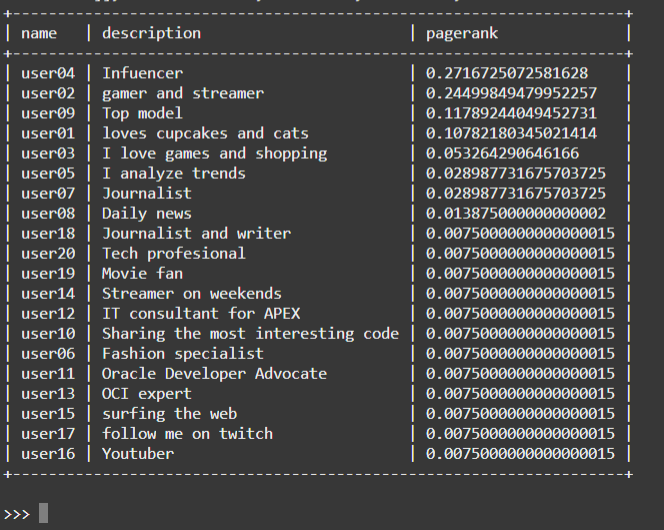 +-----------------------------------------------------------------+
| name   | description                      | pagerank             |
+-----------------------------------------------------------------+
| user04 | Infuencer                        | 0.2716725072581628   |
| user02 | gamer and streamer               | 0.24499849479952257  |
| user09 | Top model                        | 0.11789244049452731  |
| user01 | loves cupcakes and cats          | 0.10782180345021414  |
| user03 | I love games and shopping        | 0.053264290646166    |
| user05 | I analyze trends                 | 0.028987731675703725 |
| user07 | Journalist                       | 0.028987731675703725 |
| user08 | Daily news                       | 0.013875000000000002 |
| user18 | Journalist and writer            | 0.0075000000000000015 |
| user20 | Tech profesional                 | 0.0075000000000000015 |
| user19 | Movie fan                        | 0.0075000000000000015 |
| user14 | Streamer on weekends             | 0.0075000000000000015 |
| user12 | IT consultant for APEX           | 0.0075000000000000015 |
| user10 | Sharing the most interesting code | 0.0075000000000000015 |
| user06 | Fashion specialist               | 0.0075000000000000015 |
| user11 | Oracle Developer Advocate        | 0.0075000000000000015 |
| user13 | OCI expert                       | 0.0075000000000000015 |
| user15 | surfing the web                  | 0.0075000000000000015 |
| user17 | follow me on twitch              | 0.0075000000000000015 |
| user16 | Youtuber                         | 0.0075000000000000015 |
+-----------------------------------------------------------------+
>>>